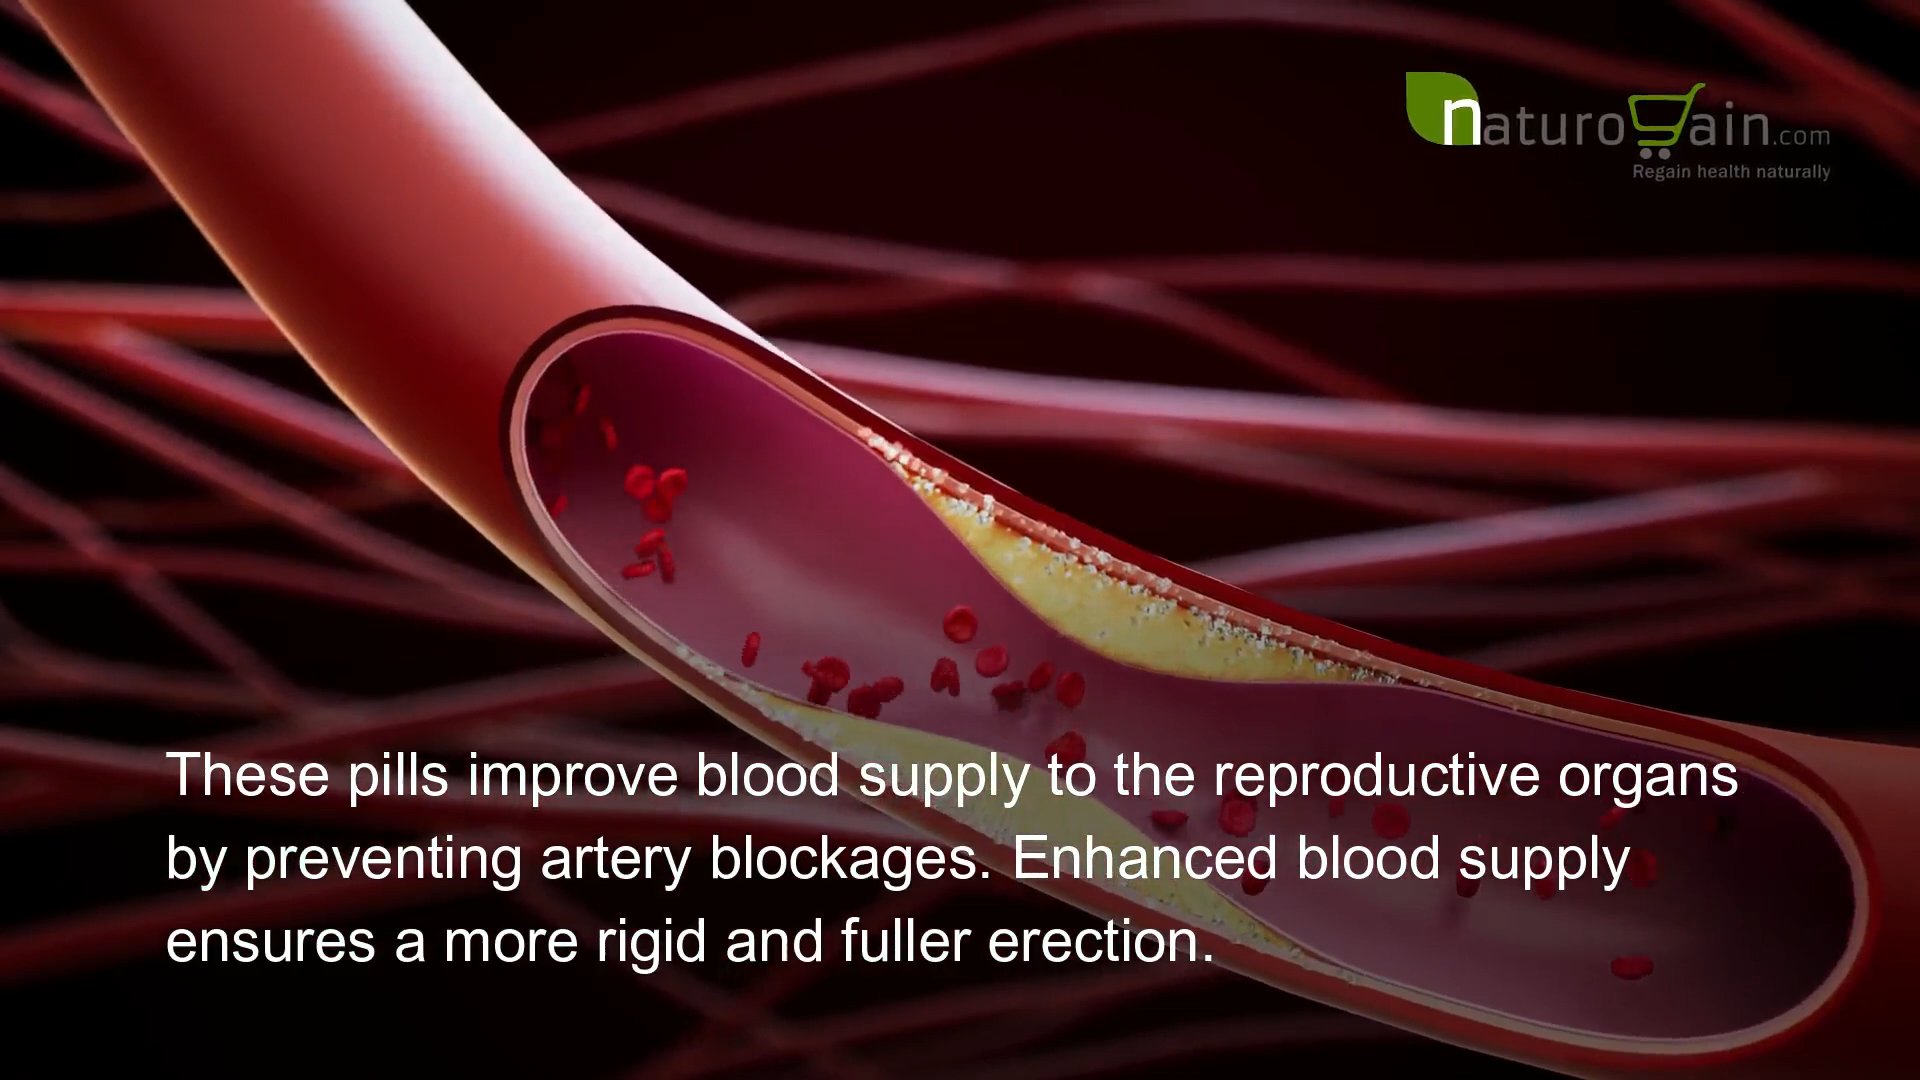 naturogain.com
Regain health naturally
These pills improve blood supply to the reproductive organs
by preventing artery blockages. Enhanced blood supply
ensures a more rigid and fuller erection.